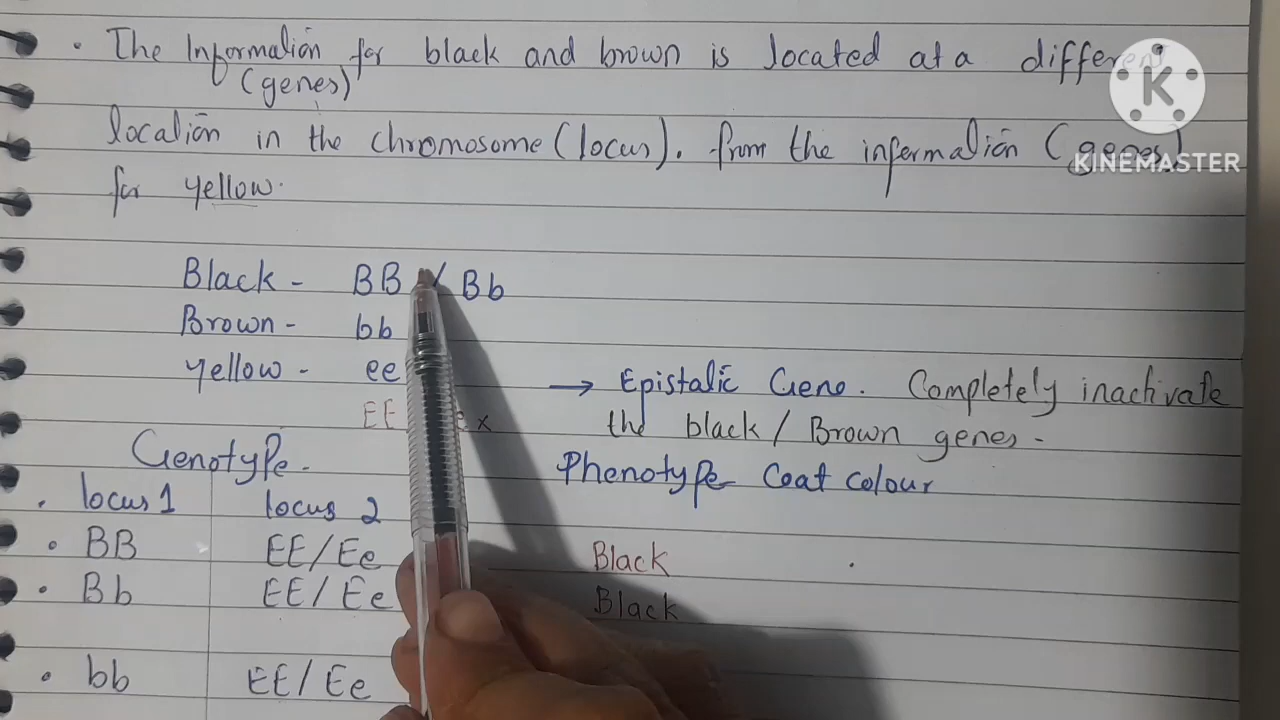 . The Information for black and brown is located at a different
(genes)
location in the chromosome (locus). from the information (genes)
for yellow.
K
KINEMASTER
Black - BB / Bb
Brown - bb
yellow - ee
→ Epistatic Gene. Completely inactivate
EE x
the black / Brown genes -
Genotype.
Phenotype Coat colour
. locus 1 locus 2
. BB EE/Ee Black
. Bb EE/Ee Black
. bb EE/Ee